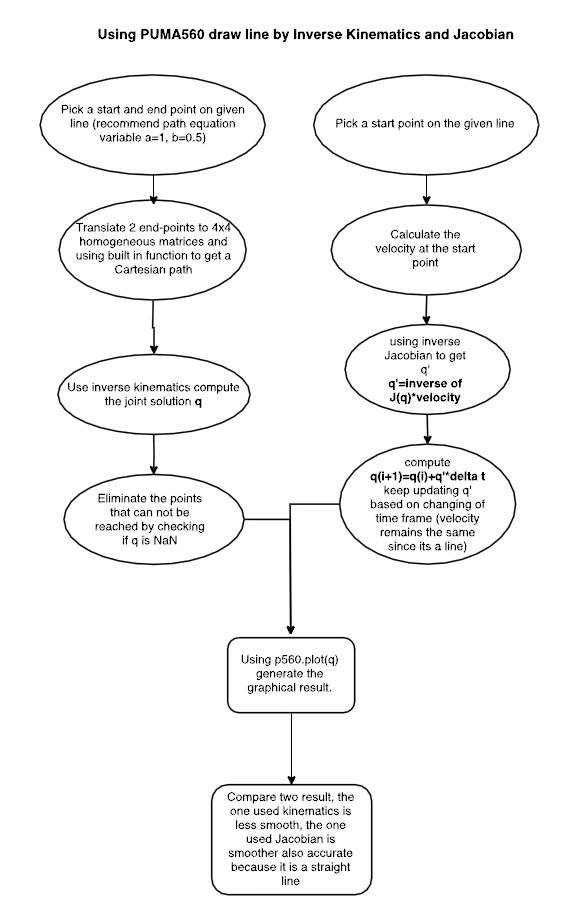 Using PUMA560 draw line by Inverse Kinematics and Jacobian
Pick a start and end point on given
line (recommend path equation
variable a=1, b=0.5)
Translate 2 end-points to 4x4
homogeneous matrices and
using built in function to get a
Cartesian path
Use inverse kinematics compute
the joint solution q
Eliminate the points
that can not be
reached by checking
if q is NaN
Pick a start point on the given line
Calculate the
velocity at the start
point
using inverse
Jacobian to get
q'
q'=inverse of
J(q)*velocity
compute
q(i+1)=q(i)+q'*delta t
keep updating q'
based on changing of
time frame (velocity
remains the same
since its a line)
Using p560.plot(q)
generate the
graphical result.
Compare two result, the
one used kinematics is
less smooth, the one
used Jacobian is
smoother also accurate
because it is a straight
line